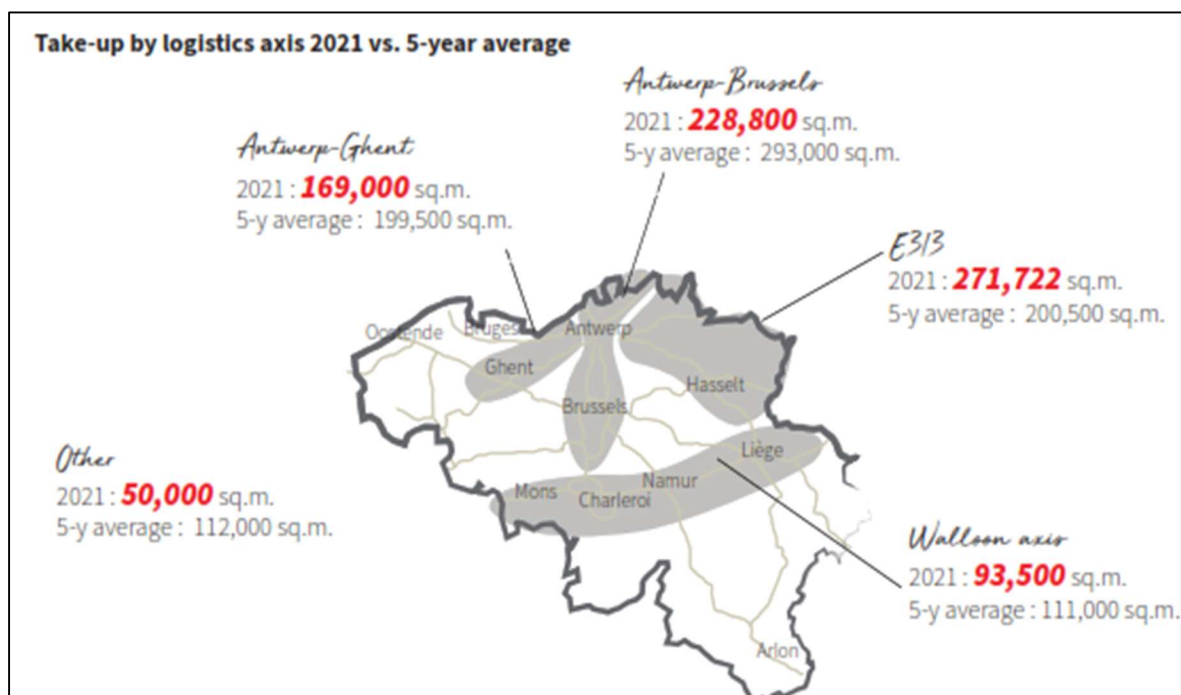 Take-up by logistics axis 2021 vs. 5-year average
Antwerp-Brussels
2021 : 228,800 sq.m.
5-y average : 293,000 sq.m.
Antwerp-Ghent
2021 : 169,000 sq.m.
5-y average : 199,500 sq.m.
E313
2021 : 271,722 sq.m.
5-y average : 200,500 sq.m.
Oostende
Bruges
Antwerp
Ghent
Hasselt
Brussels
Other
2021 : 50,000 sq.m.
5-y average : 112,000 sq.m.
Liège
Namur
Mons
Charleroi
Walloon axis
2021 : 93,500 sq.m.
5-y average : 111,000 sq.m.
Arlon